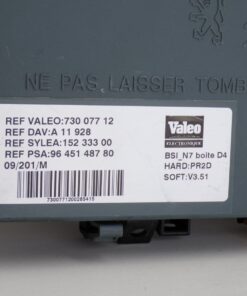 NE PAS LAISSER TOMB
REF VALEO:730 077 12
REF DAV:A 11 928
REF SYLEA:152 333 00
REF PSA:96 451 487 80
09/201/M
Valeo
ELECTRONIQUE
BSI_N7 boite D4
HARD:PR2D
SOFT:V3.51
7300771200265415